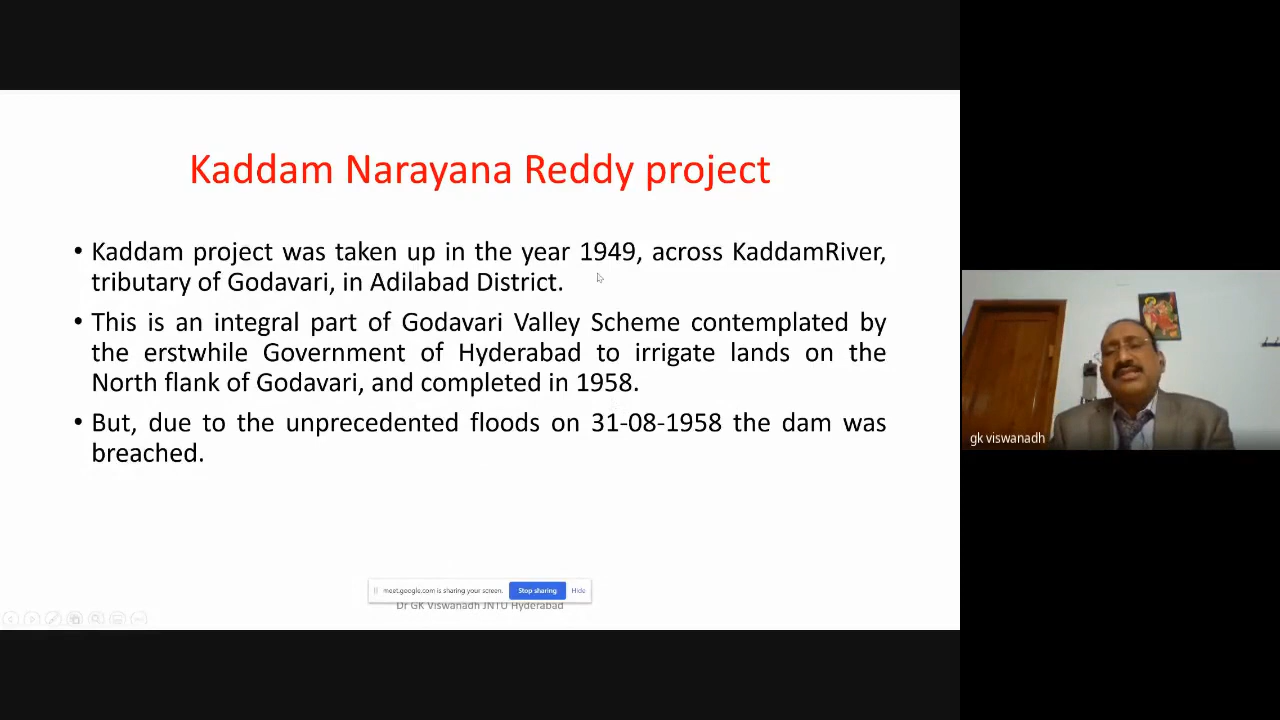 Kaddam Narayana Reddy project
• Kaddam project was taken up in the year 1949, across KaddamRiver,
tributary of Godavari, in Adilabad District.
• This is an integral part of Godavari Valley Scheme contemplated by
the erstwhile Government of Hyderabad to irrigate lands on the
North flank of Godavari, and completed in 1958.
• But, due to the unprecedented floods on 31-08-1958 the dam was
breached.
gk viswanadh
meet.google.com is sharing your screen. Stop sharing Hide
Dr GK Viswanadh JNTU Hyderabad